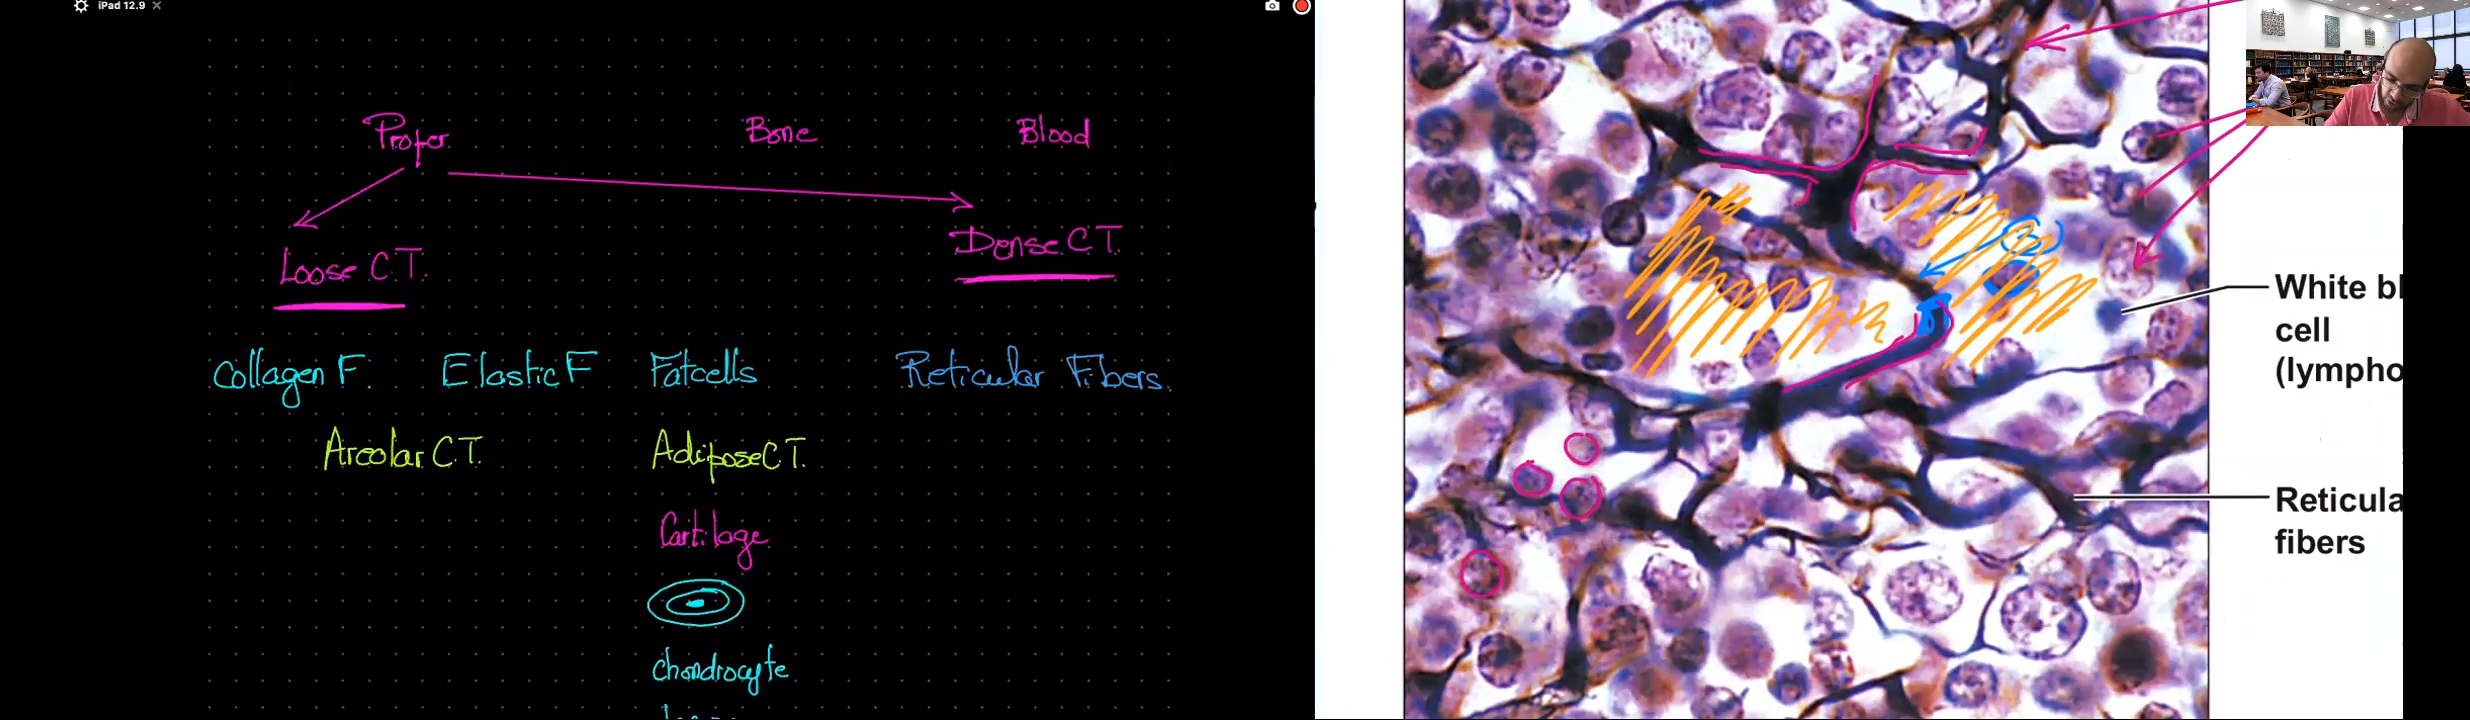 iPad 12.9
Proper Bone Blood
Loose C.T. Dense C.T.
Collagen F. Elastic F Fat cells Reticular Fibers.
Areolar C.T. Adipose C.T.
Cartilage
chondrocyte
White bl
cell
(lympho
Reticula
fibers